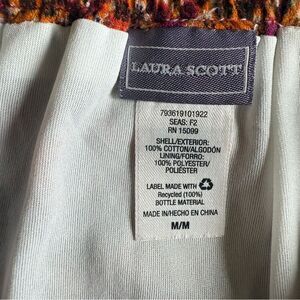 LAURA SCOTT
793619101922
SEAS: F2
RN 15099
SHELL/EXTERIOR:
100% COTTON/ALGODÓN
LINING/FORRO:
100% POLYESTER/
POLIÉSTER
LABEL MADE WITH
Recycled (100%)
BOTTLE MATERIAL
MADE IN/HECHO EN CHINA
M/M